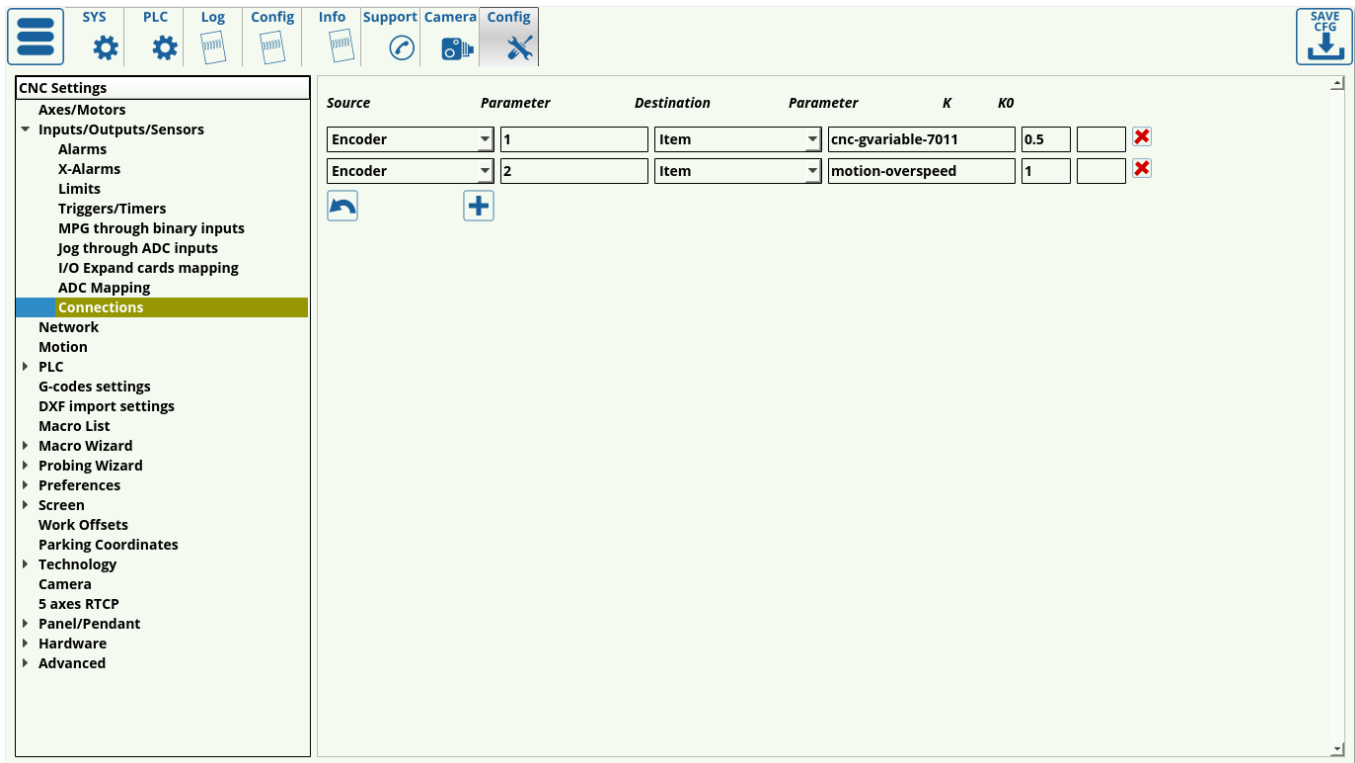 SYS PLC Log Config Info Support Camera Config SAVE
CFG
CNC Settings
Axes/Motors
Inputs/Outputs/Sensors
Alarms
X-Alarms
Limits
Triggers/Timers
MPG through binary inputs
Jog through ADC inputs
I/O Expand cards mapping
ADC Mapping
Connections
Network
Motion
PLC
G-codes settings
DXF import settings
Macro List
Macro Wizard
Probing Wizard
Preferences
Screen
Work Offsets
Parking Coordinates
Technology
Camera
5 axes RTCP
Panel/Pendant
Hardware
Advanced
Source Parameter Destination Parameter K K0
Encoder 1 Item cnc-gvariable-7011 0.5
Encoder 2 Item motion-overspeed 1